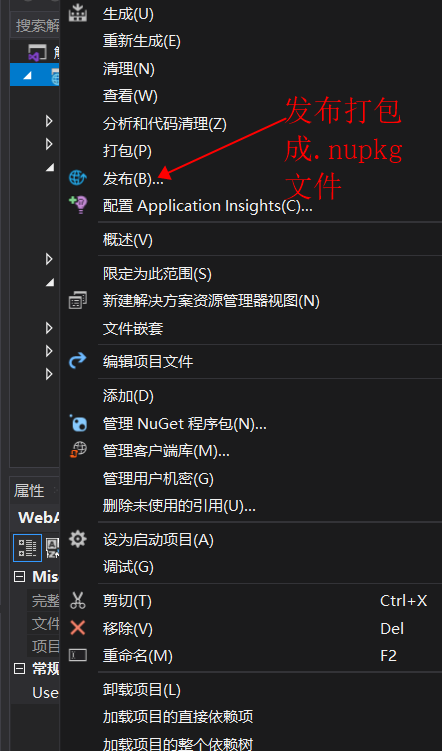 生成(U)
搜索解
重新生成(E)
清理(N)
查看(W)
分析和代码清理(Z)
打包(P)
发布(B)...
发布打包
成.nupkg
文件
配置 Application Insights(C)...
概述(V)
限定为此范围(S)
新建解决方案资源管理器视图(N)
文件嵌套
编辑项目文件
添加(D)
管理 NuGet 程序包(N)...
管理客户端库(M)...
管理用户机密(G)
删除未使用的引用(U)...
属性
WebA
设为启动项目(A)
调试(G)
Misc
完整
剪切(T) Ctrl+X
文件
移除(V) Del
项目
重命名(M) F2
常规
Use
卸载项目(L)
加载项目的直接依赖项
加载项目的整个依赖树